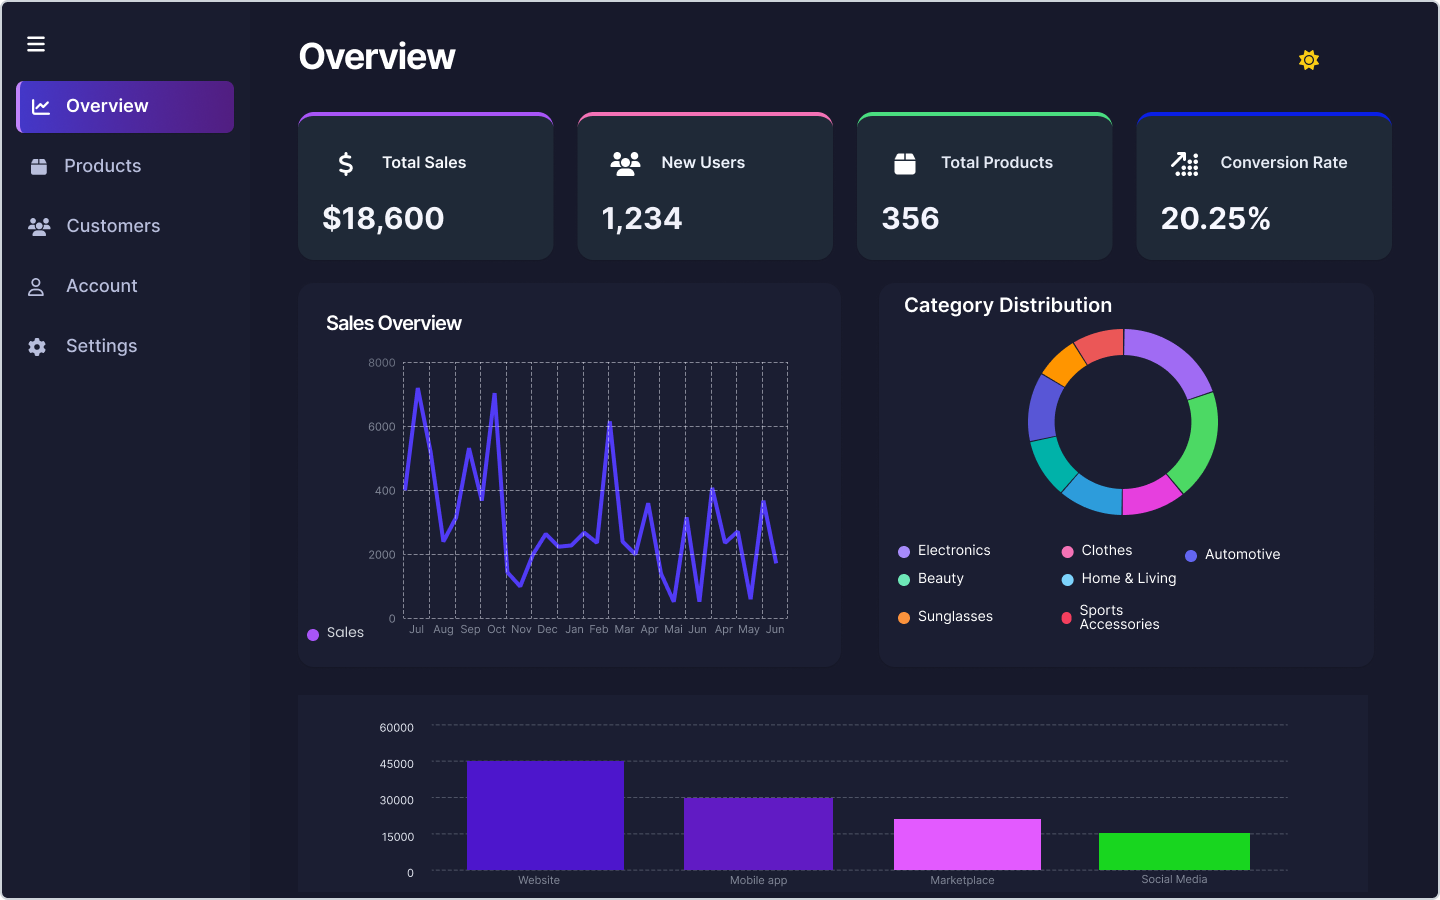 Overview
Overview
Products
Customers
Account
Settings
Total Sales
$18,600
New Users
1,234
Total Products
356
Conversion Rate
20.25%
Sales Overview
8000
6000
400
2000
0
Jul Aug Sep Oct Nov Dec Jan Feb Mar Apr Mai Jun Apr May Jun
Sales
Category Distribution
Electronics
Clothes
Automotive
Beauty
Home & Living
Sunglasses
Sports
Accessories
60000
45000
30000
15000
0
Website
Mobile app
Marketplace
Social Media